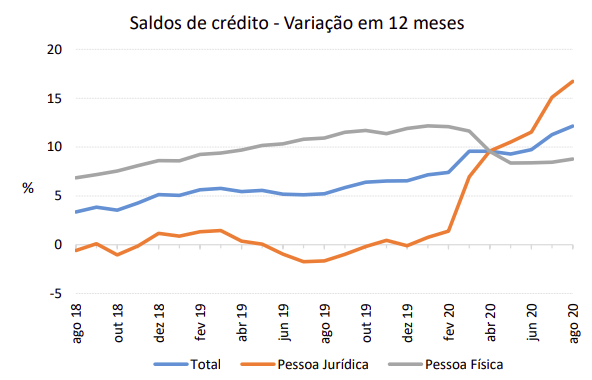 Saldos de crédito - Variação em 12 meses
20
15
10
5
0
-5
%
ago 18
out 18
dez 18
fev 19
abr 19
jun 19
ago 19
out 19
dez 19
fev 20
abr 20
jun 20
ago 20
Total Pessoa Jurídica Pessoa Física